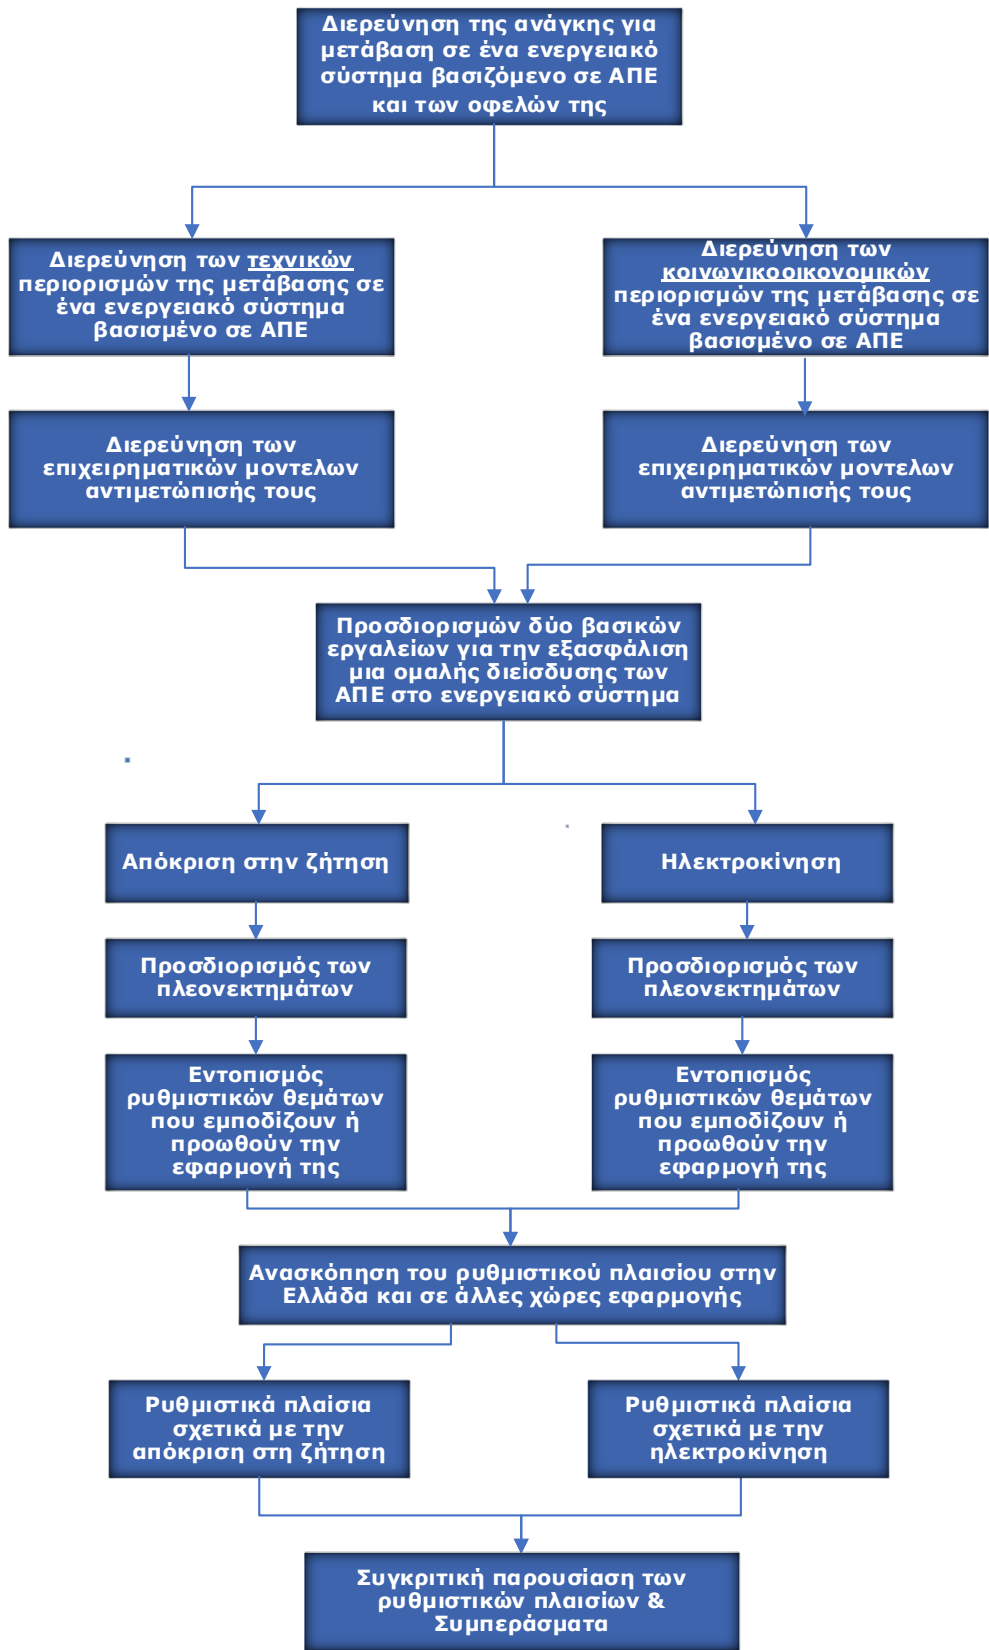 Διερεύνηση της ανάγκης για
μετάβαση σε ένα ενεργειακό
σύστημα βασιζόμενο σε ΑΠΕ
και των οφελών της
Διερεύνηση των τεχνικών
περιορισμών της μετάβασης σε
ένα ενεργειακό σύστημα
βασισμένο σε ΑΠΕ
Διερεύνηση των
κοινωνικοοικονομικών
περιορισμών της μετάβασης σε
ένα ενεργειακό σύστημα
βασισμένο σε ΑΠΕ
Διερεύνηση των
επιχειρηματικών μοντελων
αντιμετώπισής τους
Διερεύνηση των
επιχειρηματικών μοντελων
αντιμετώπισής τους
Προσδιορισμών δύο βασικών
εργαλείων για την εξασφάλιση
μια ομαλής διείσδυσης των
ΑΠΕ στο ενεργειακό σύστημα
Απόκριση στην ζήτηση
Ηλεκτροκίνηση
Προσδιορισμός των
πλεονεκτημάτων
Προσδιορισμός των
πλεονεκτημάτων
Εντοπισμός
ρυθμιστικών θεμάτων
που εμποδίζουν ή
προωθούν την
εφαρμογή της
Εντοπισμός
ρυθμιστικών θεμάτων
που εμποδίζουν ή
προωθούν την
εφαρμογή της
Ανασκόπηση του ρυθμιστικού πλαισίου στην
Ελλάδα και σε άλλες χώρες εφαρμογής
Ρυθμιστικά πλαίσια
σχετικά με την
απόκριση στη ζήτηση
Ρυθμιστικά πλαίσια
σχετικά με την
ηλεκτροκίνηση
Συγκριτική παρουσίαση των
ρυθμιστικών πλαισίων &
Συμπεράσματα